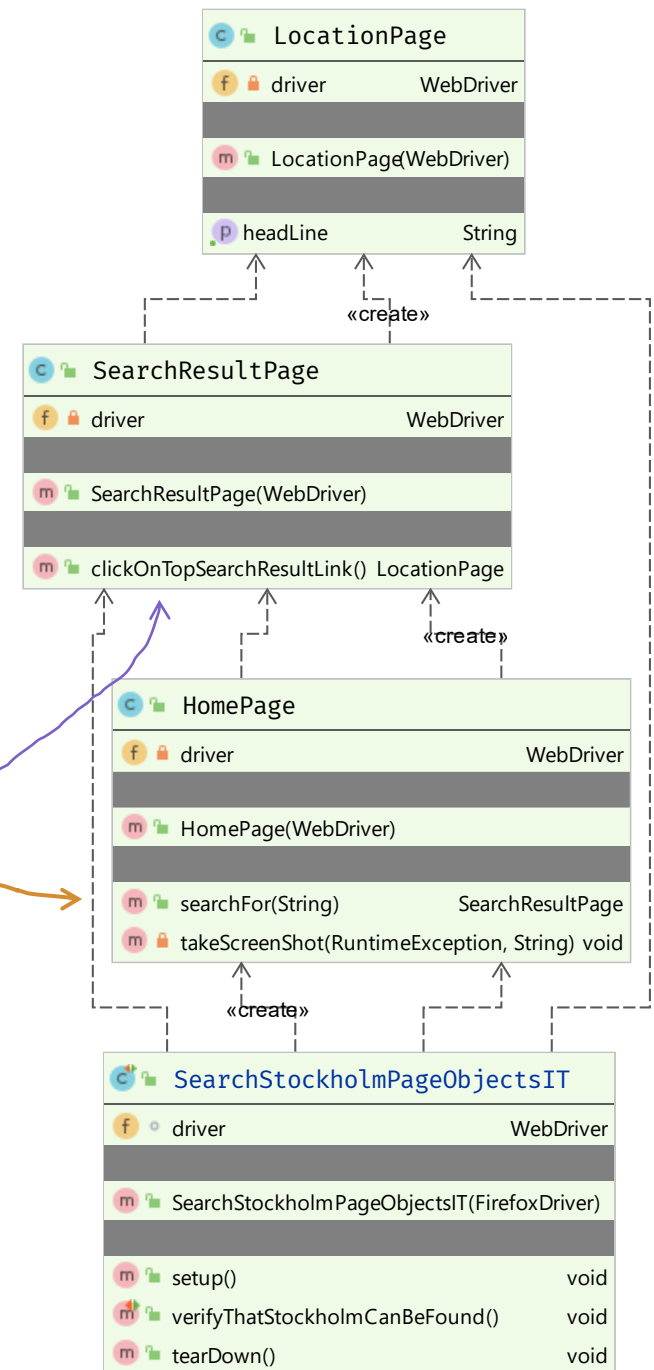 LocationPage
driver WebDriver
LocationPage(WebDriver)
headLine String
«create»
SearchResultPage
driver WebDriver
SearchResultPage(WebDriver)
clickOnTopSearchResultLink() LocationPage
«create»
HomePage
driver WebDriver
HomePage(WebDriver)
searchFor(String) SearchResultPage
takeScreenShot(RuntimeException, String) void
«create»
SearchStockholmPageObjectsIT
driver WebDriver
SearchStockholmPageObjectsIT(FirefoxDriver)
setup() void
verifyThatStockholmCanBeFound() void
tearDown() void